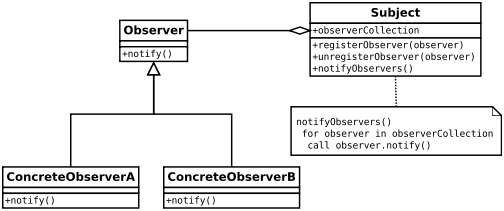 Observer
+notify()
Subject
+observerCollection
+registerObserver(observer)
+unregisterObserver(observer)
+notifyObservers()
notifyObservers()
for observer in observerCollection
call observer.notify()
ConcreteObserverA
+notify()
ConcreteObserverB
+notify()